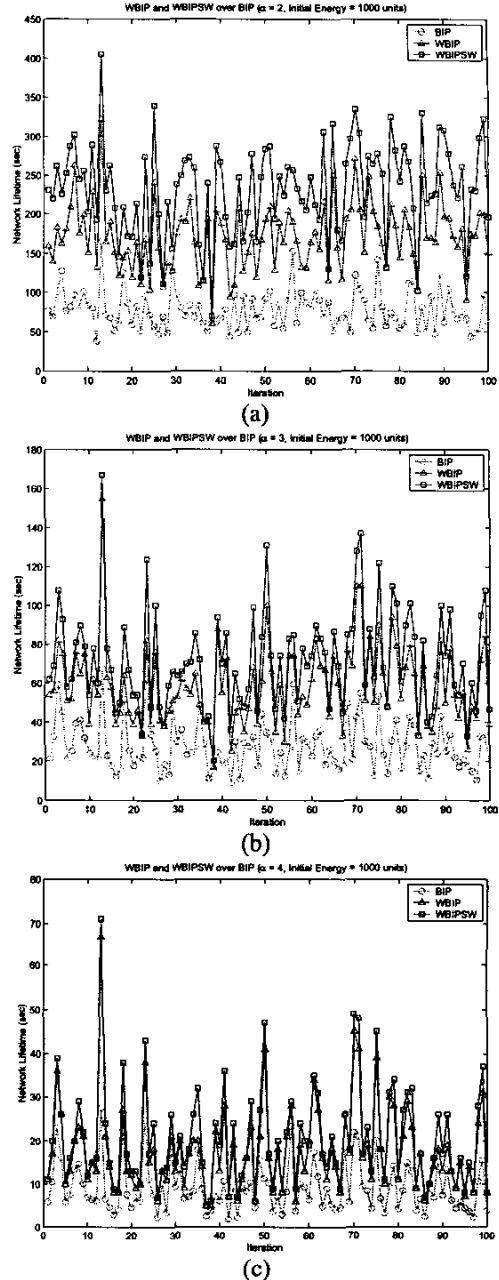 WBIP and WBIPSW over BIP (α = 2, Initial Energy = 1000 units)
450
400
350
300
250
200
150
100
50
0
Network Lifetime (sec)
BIP
WBIP
WBIPSW
0 10 20 30 40 50 60 70 80 90 100
Iteration
(a)
WBIP and WBIPSW over BIP (α = 3, Initial Energy = 1000 units)
180
160
140
120
100
80
60
40
20
0
Network Lifetime (sec)
BIP
WBIP
WBIPSW
0 10 20 30 40 50 60 70 80 90 100
Iteration
(b)
WBIP and WBIPSW over BIP (α = 4, Initial Energy = 1000 units)
80
70
60
50
40
30
20
10
0
Network Lifetime (sec)
BIP
WBIP
WBIPSW
0 10 20 30 40 50 60 70 80 90 100
Iteration
(c)